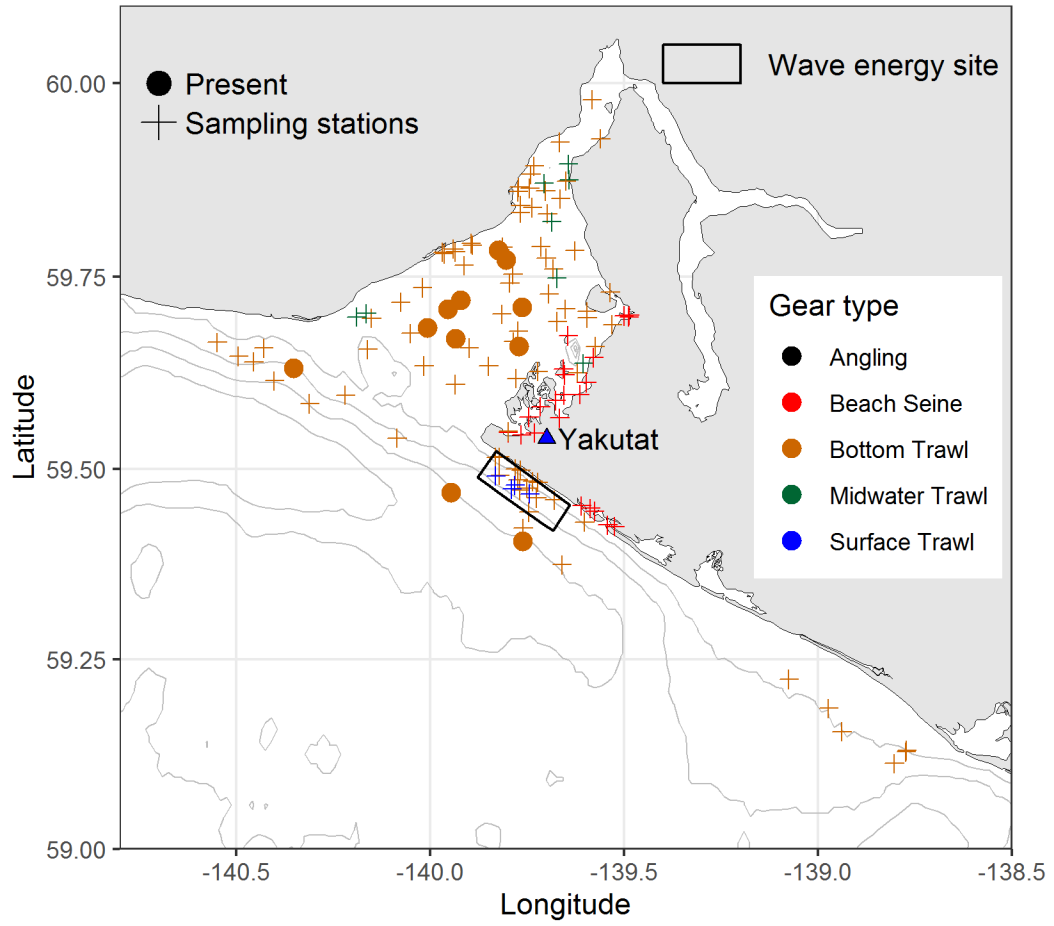 Present
Sampling stations
Wave energy site
Yakutat
Gear type
Angling
Beach Seine
Bottom Trawl
Midwater Trawl
Surface Trawl
Latitude
60.00
59.75
59.50
59.25
59.00
-140.5
-140.0
-139.5
-139.0
-138.5
Longitude